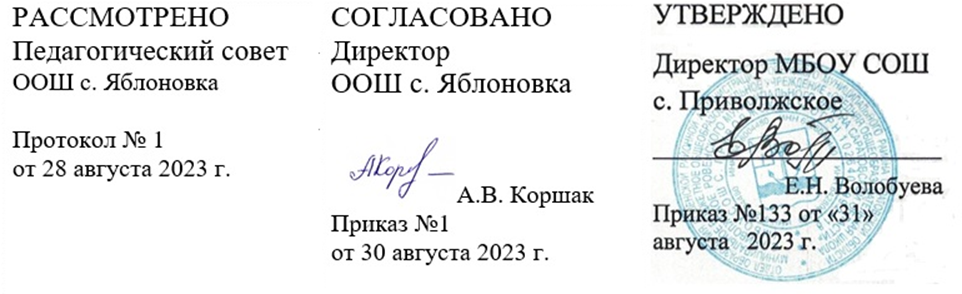 РАССМОТРЕНО
Педагогический совет
ООШ с. Яблоновка
Протокол № 1
от 28 августа 2023 г.
СОГЛАСОВАНО
Директор
ООШ с. Яблоновка
А.В. Коршак
Приказ №1
от 30 августа 2023 г.
УТВЕРЖДЕНО
Директор МБОУ СОШ
с. Приволжское
Е.Н. Волобуева
Приказ №133 от «31»
августа 2023 г.